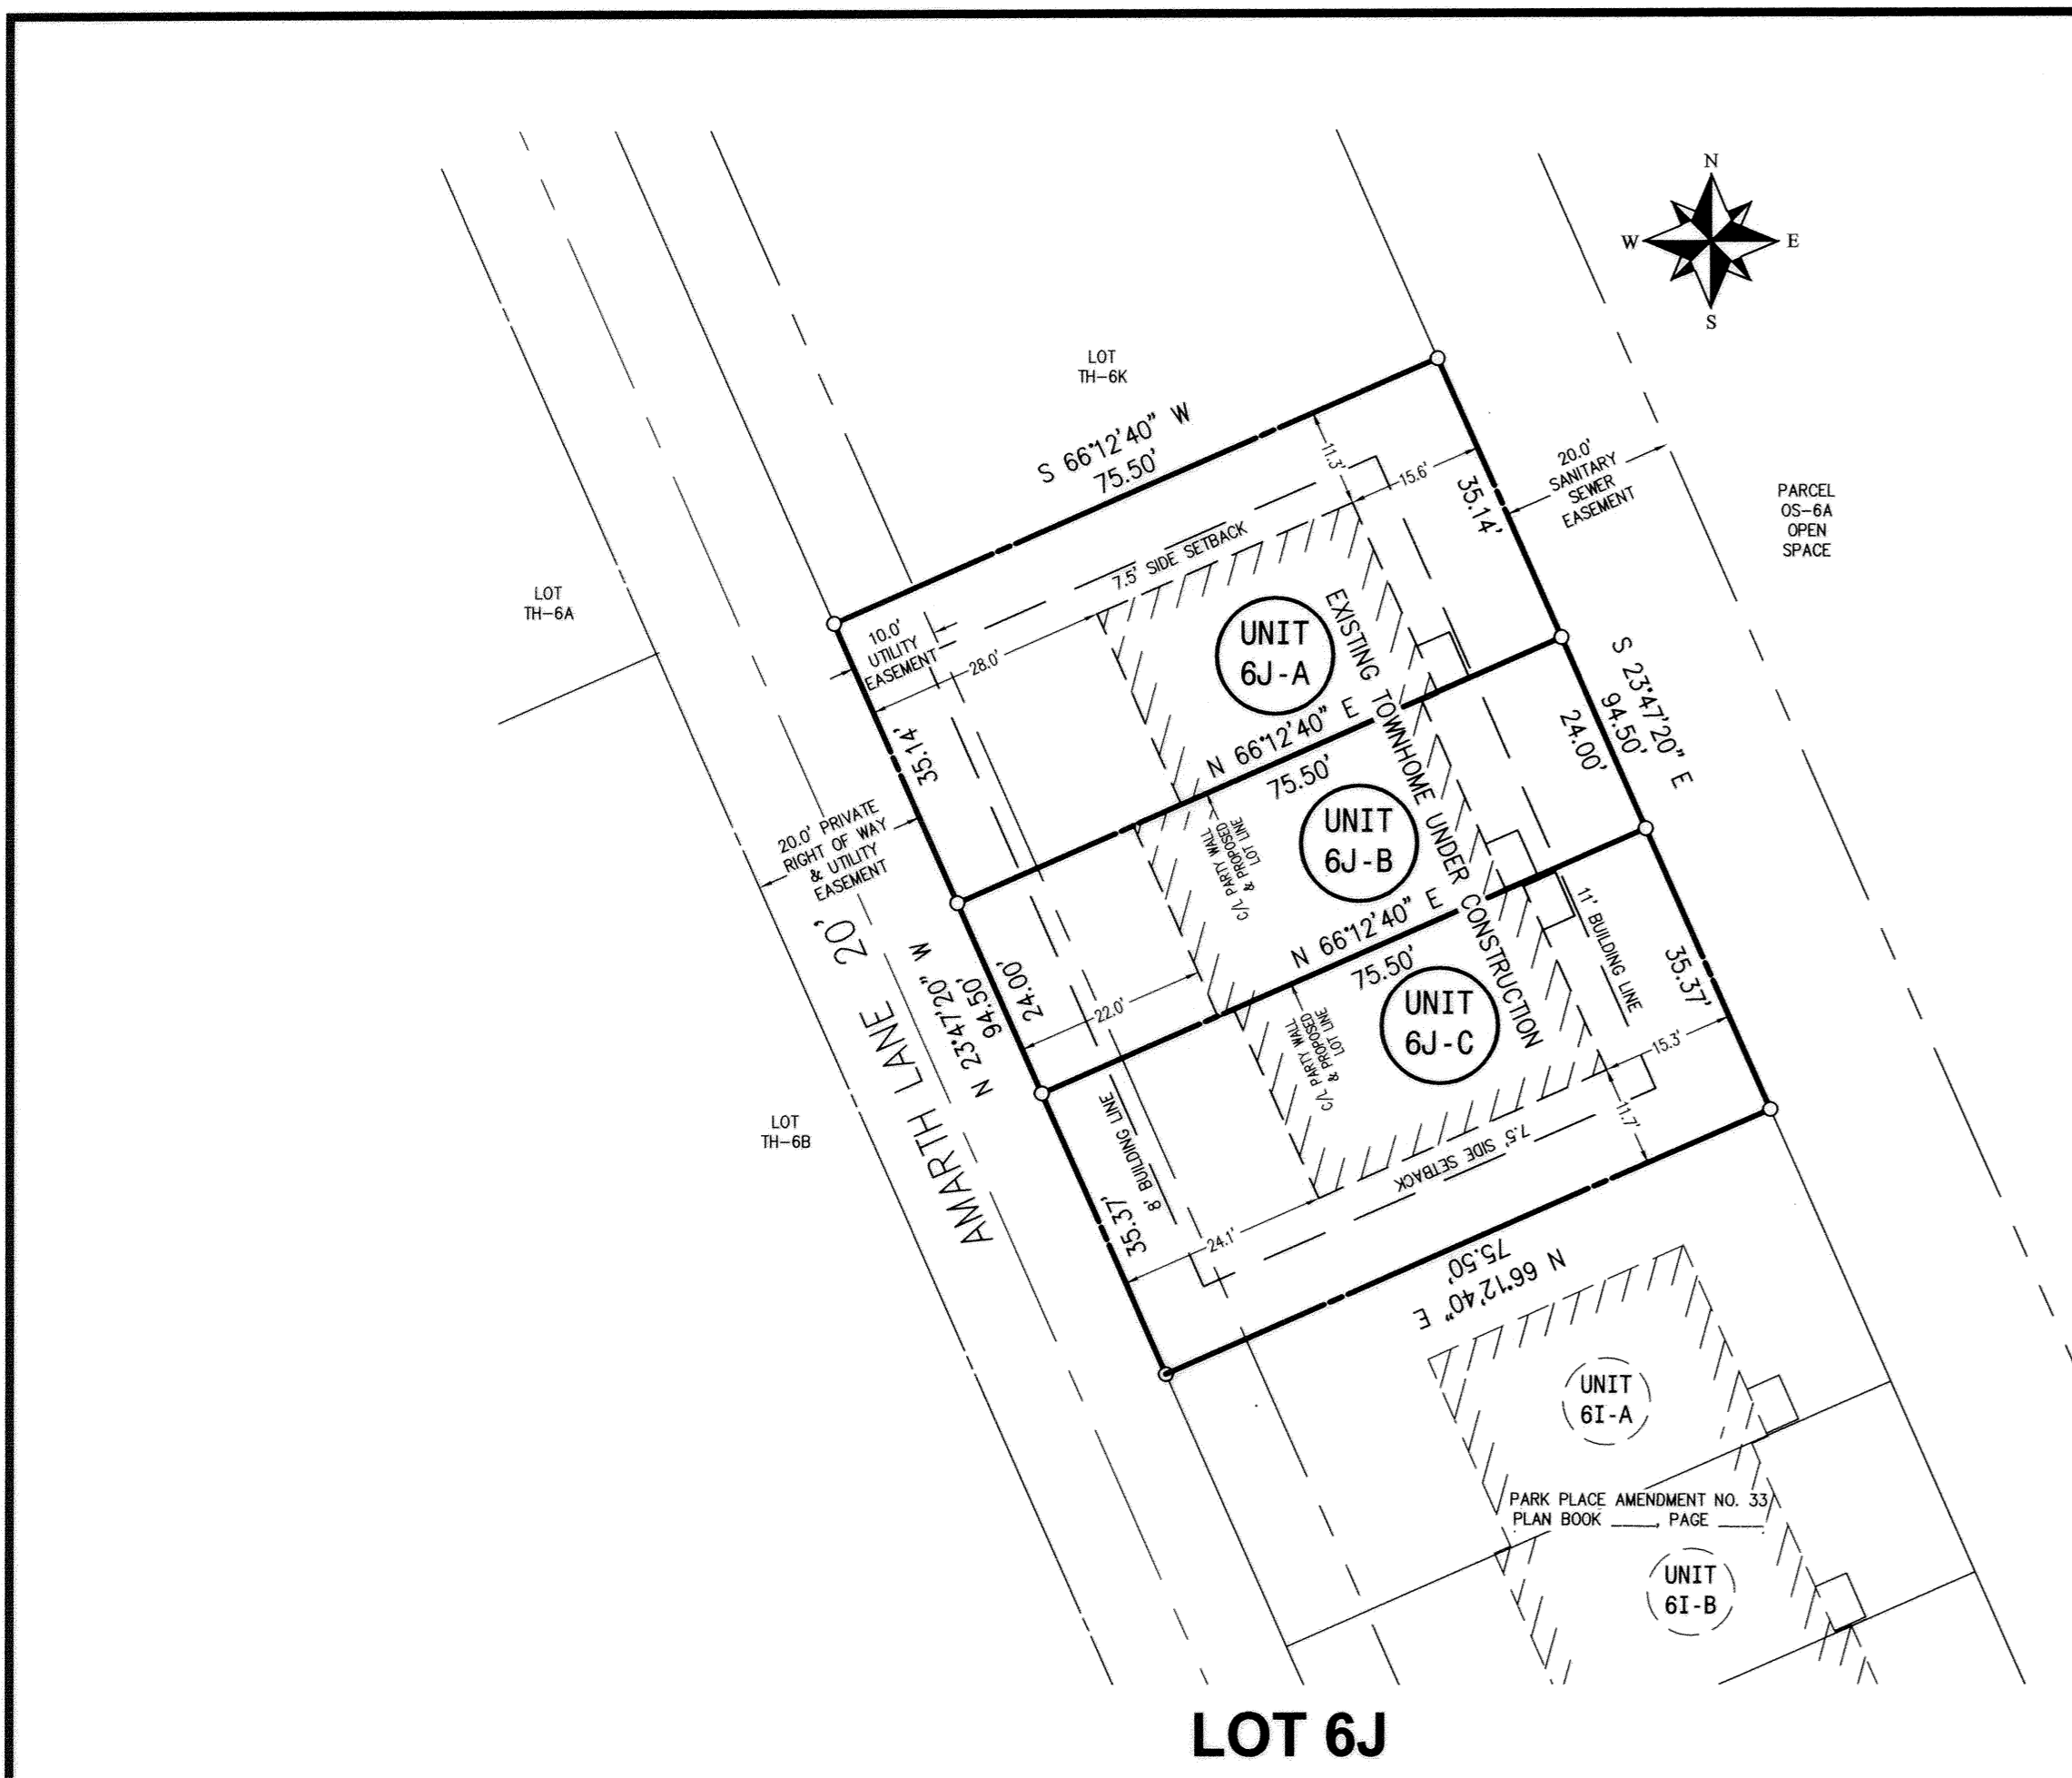 N
W
E
S
LOT
TH-6K
S 66°12'40" W
75.50'
11.3'
15.6'
35.14'
20.0'
SANITARY
SEWER
EASEMENT
PARCEL
OS-6A
OPEN
SPACE
LOT
TH-6A
7.5' SIDE SETBACK
10.0'
UTILITY
EASEMENT
28.0'
UNIT
6J-A
EXISTING TOWNHOME UNDER CONSTRUCTION
35.14'
N 66°12'40" E
75.50'
S 23°47'20" E
94.50'
24.00'
20.0' PRIVATE
RIGHT OF WAY
& UTILITY
EASEMENT
C/L PARTY WALL
& PROPOSED
LOT LINE
UNIT
6J-B
AMARTH LANE 20'
N 23°47'20" W
94.50'
24.00'
22.0'
N 66°12'40" E
75.50'
11' BUILDING LINE
35.37'
C/L PARTY WALL
& PROPOSED
LOT LINE
UNIT
6J-C
15.3'
11.7'
LOT
TH-6B
8' BUILDING LINE
35.37'
24.1'
7.5' SIDE SETBACK
N 66°12'40" E
75.50'
UNIT
6I-A
PARK PLACE AMENDMENT NO. 33
PLAN BOOK ____, PAGE ____
UNIT
6I-B
LOT 6J